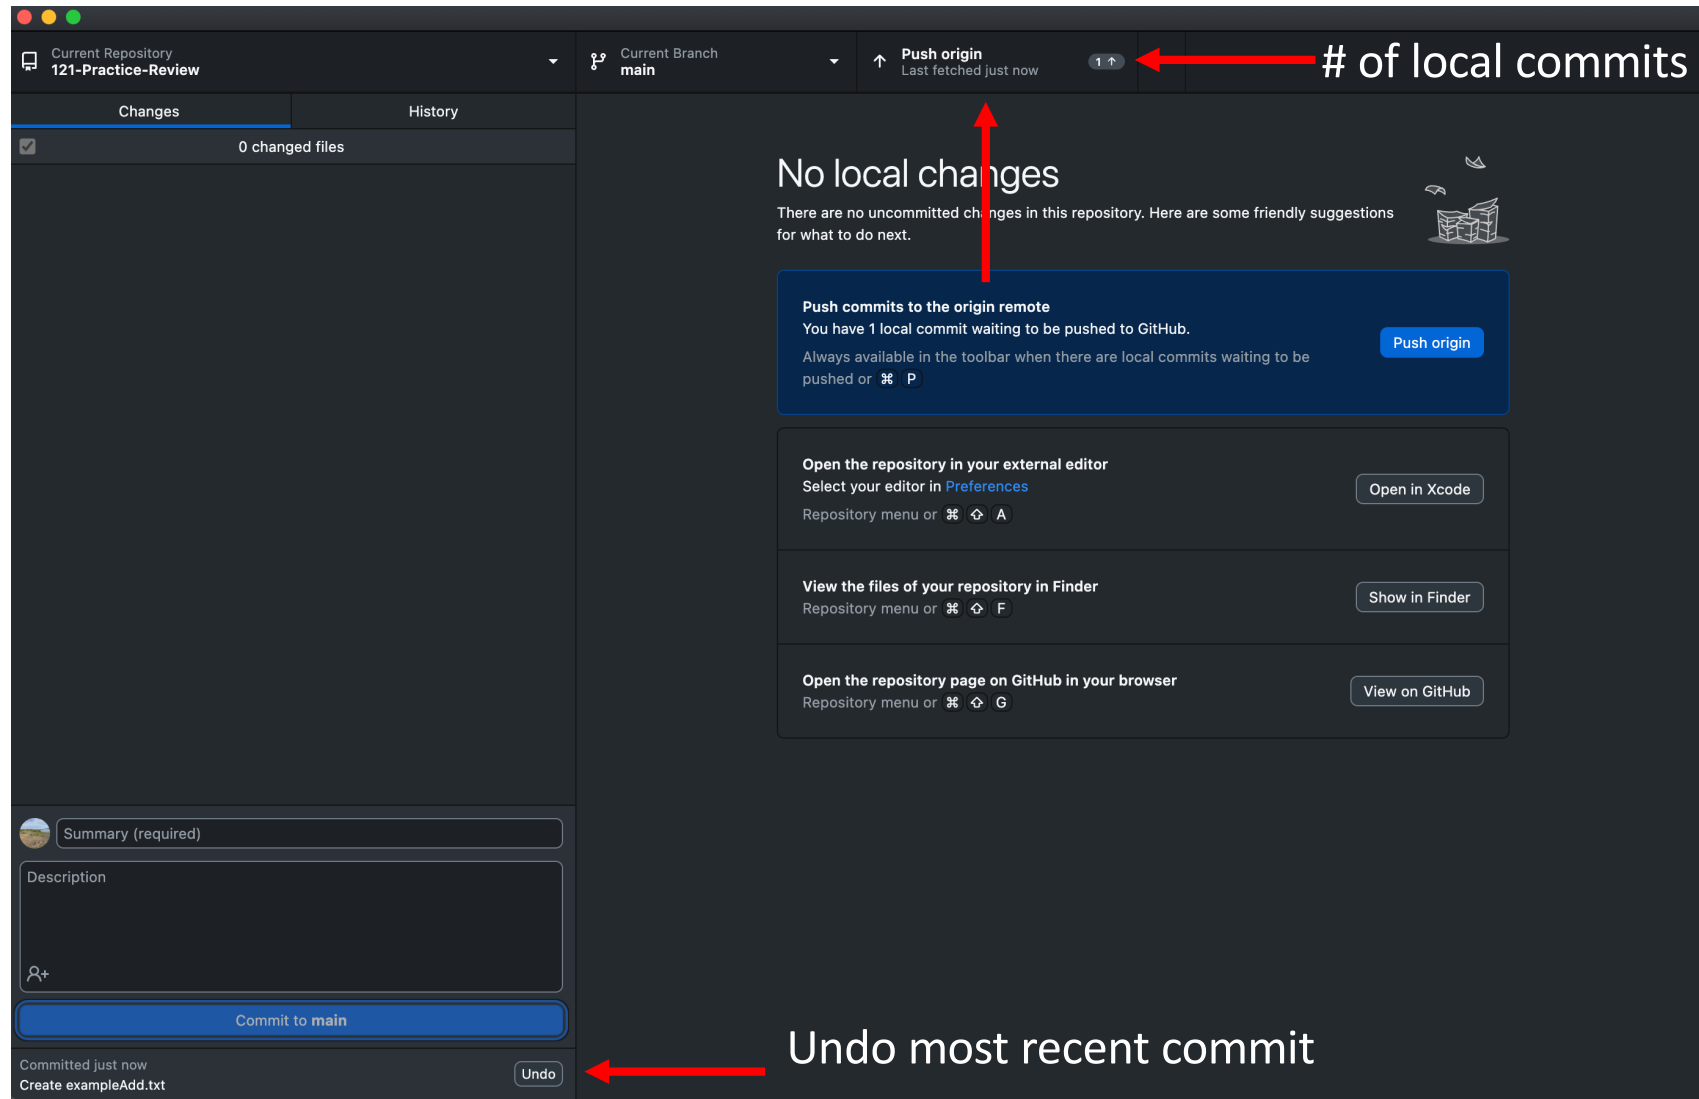 Current Repository
121-Practice-Review
Current Branch
main
Push origin
Last fetched just now
1 ↑
# of local commits
Changes
History
0 changed files
No local changes
There are no uncommitted changes in this repository. Here are some friendly suggestions
for what to do next.
Push commits to the origin remote
You have 1 local commit waiting to be pushed to GitHub.
Always available in the toolbar when there are local commits waiting to be
pushed or ⌘ P
Push origin
Open the repository in your external editor
Select your editor in Preferences
Repository menu or ⌘ ⇧ A
Open in Xcode
View the files of your repository in Finder
Repository menu or ⌘ ⇧ F
Show in Finder
Open the repository page on GitHub in your browser
Repository menu or ⌘ ⇧ G
View on GitHub
Summary (required)
Description
Commit to main
Committed just now
Create exampleAdd.txt
Undo
Undo most recent commit